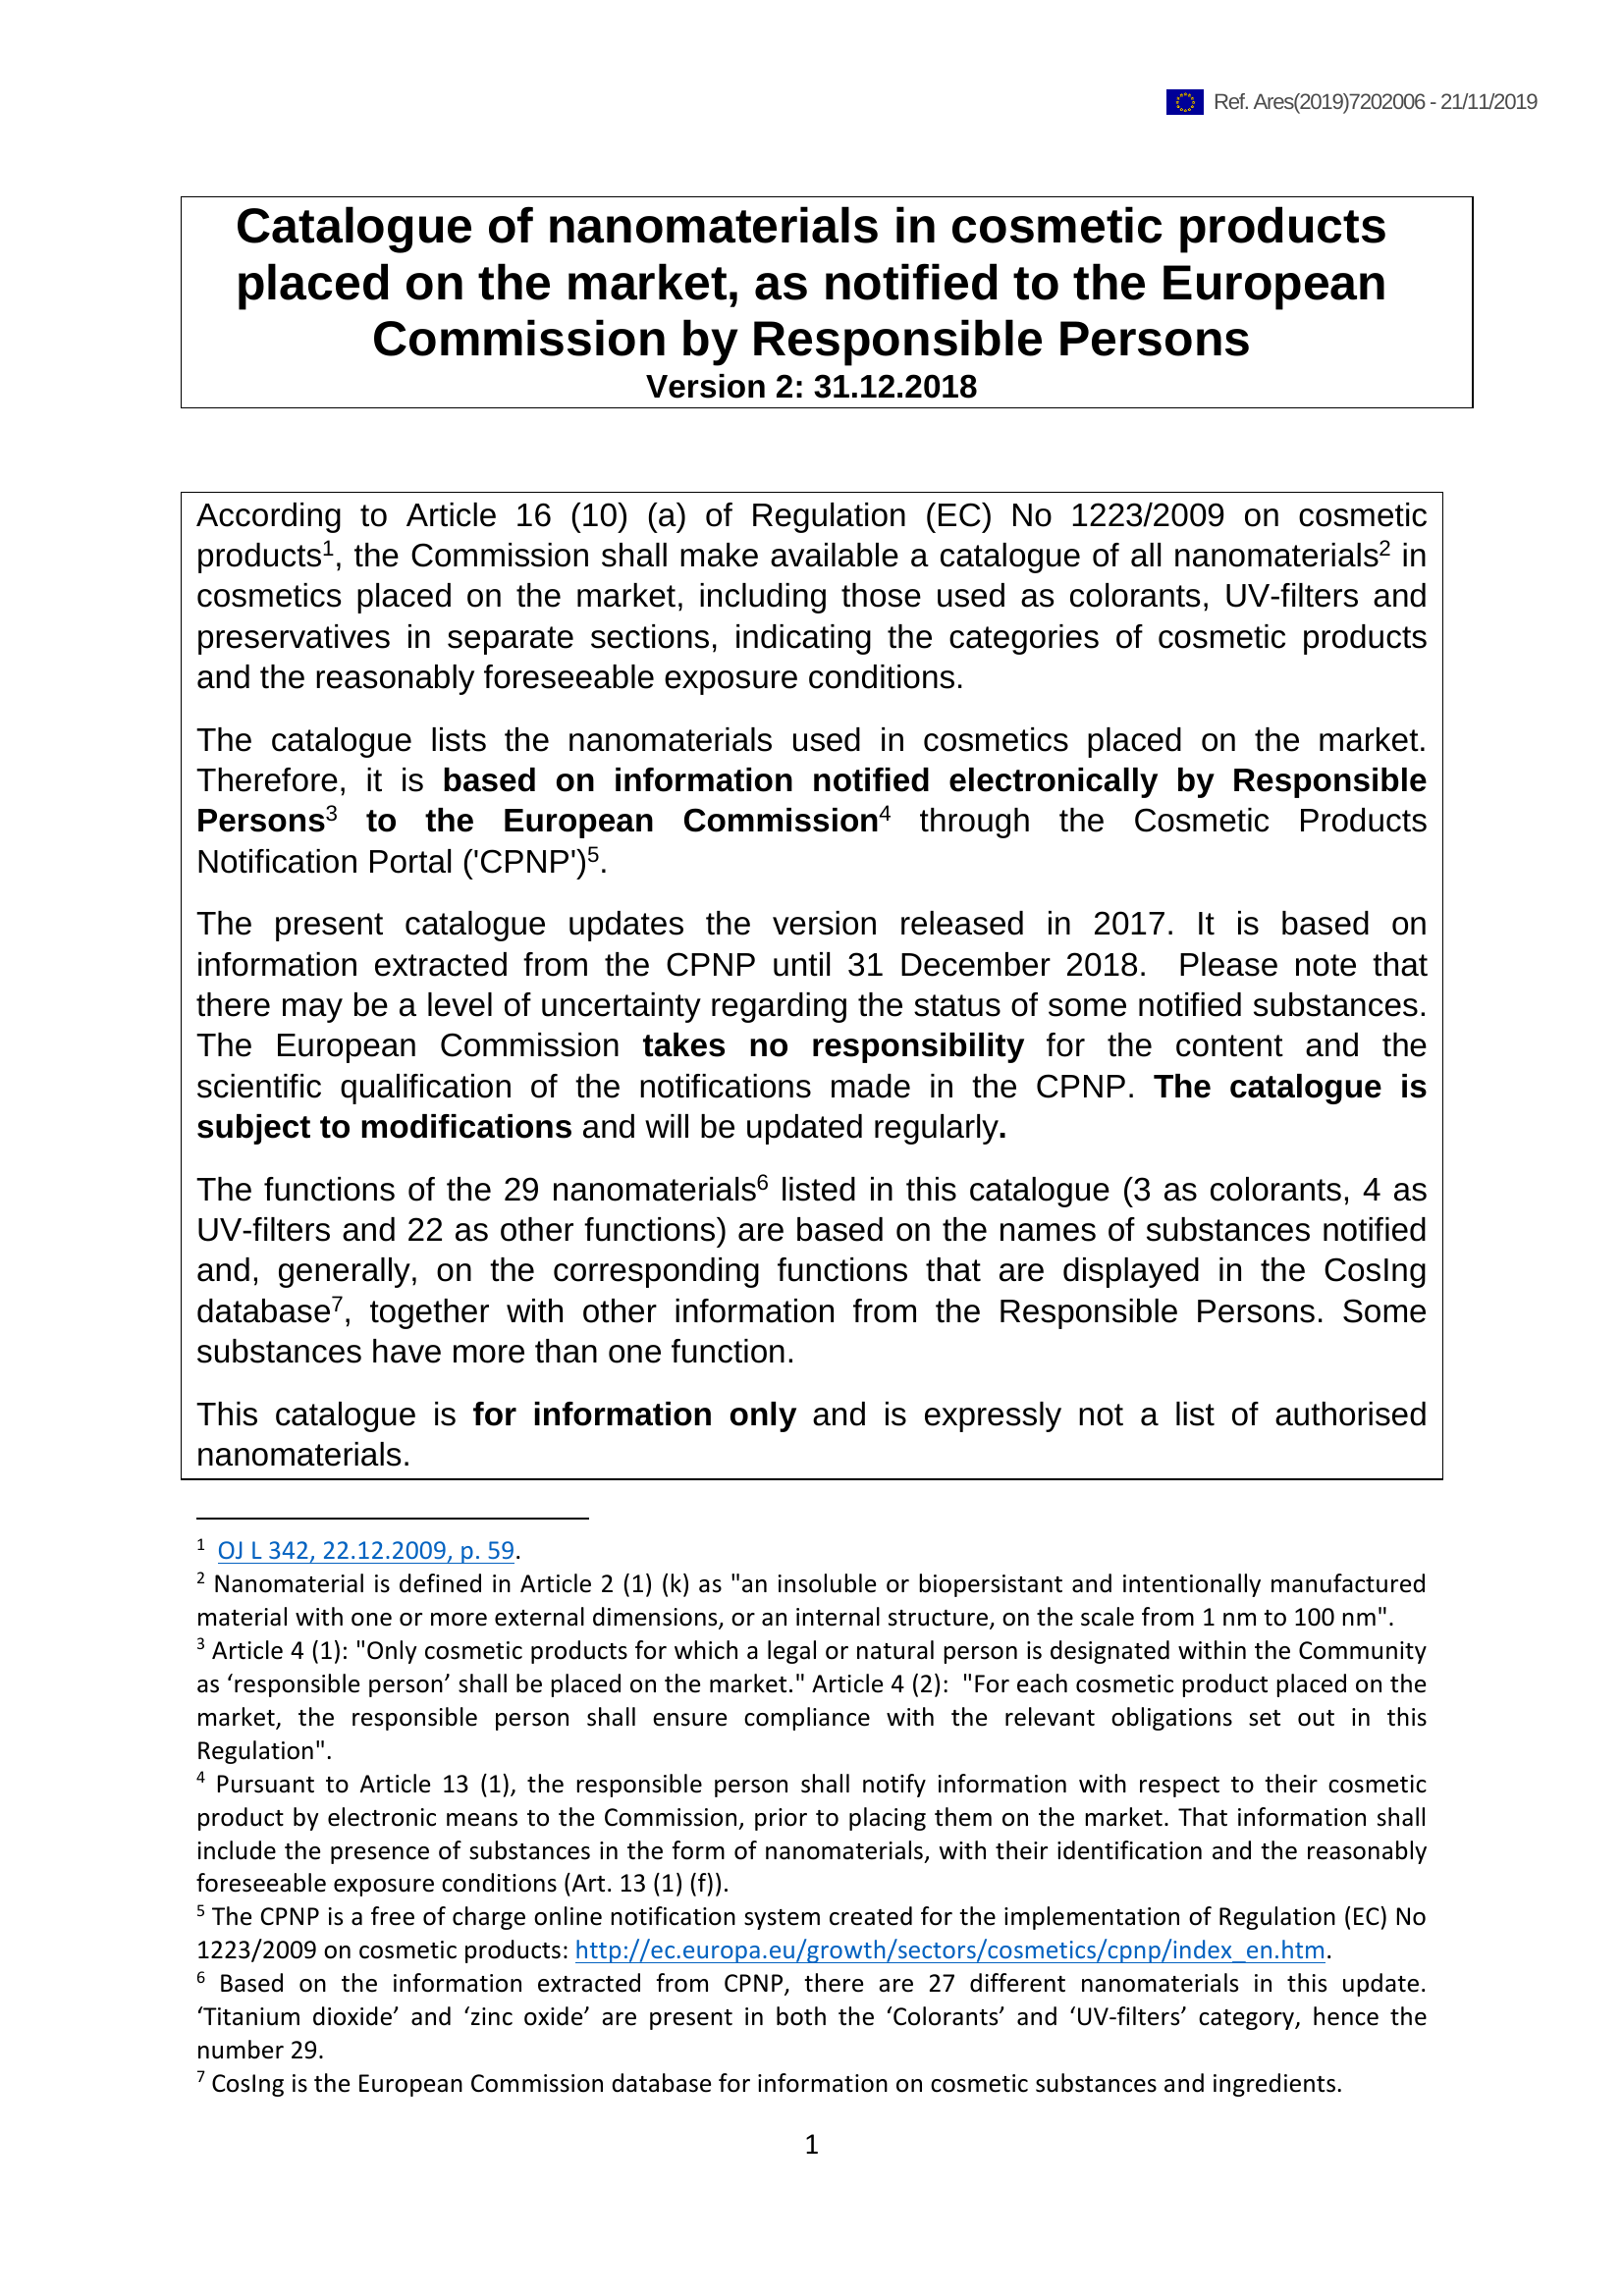 Ref. Ares(2019)7202006 - 21/11/2019
Catalogue of nanomaterials in cosmetic products
placed on the market, as notified to the European
Commission by Responsible Persons
Version 2: 31.12.2018
According to Article 16 (10) (a) of Regulation (EC) No 1223/2009 on cosmetic
products1, the Commission shall make available a catalogue of all nanomaterials2 in
cosmetics placed on the market, including those used as colorants, UV-filters and
preservatives in separate sections, indicating the categories of cosmetic products
and the reasonably foreseeable exposure conditions.
The catalogue lists the nanomaterials used in cosmetics placed on the market.
Therefore, it is based on information notified electronically by Responsible
Persons3 to the European Commission4 through the Cosmetic Products
Notification Portal ('CPNP')5.
The present catalogue updates the version released in 2017. It is based on
information extracted from the CPNP until 31 December 2018. Please note that
there may be a level of uncertainty regarding the status of some notified substances.
The European Commission takes no responsibility for the content and the
scientific qualification of the notifications made in the CPNP. The catalogue is
subject to modifications and will be updated regularly.
The functions of the 29 nanomaterials6 listed in this catalogue (3 as colorants, 4 as
UV-filters and 22 as other functions) are based on the names of substances notified
and, generally, on the corresponding functions that are displayed in the CosIng
database7, together with other information from the Responsible Persons. Some
substances have more than one function.
This catalogue is for information only and is expressly not a list of authorised
nanomaterials.
1 OJ L 342, 22.12.2009, p. 59.
2 Nanomaterial is defined in Article 2 (1) (k) as "an insoluble or biopersistant and intentionally manufactured
material with one or more external dimensions, or an internal structure, on the scale from 1 nm to 100 nm".
3 Article 4 (1): "Only cosmetic products for which a legal or natural person is designated within the Community
as ‘responsible person’ shall be placed on the market." Article 4 (2): "For each cosmetic product placed on the
market, the responsible person shall ensure compliance with the relevant obligations set out in this
Regulation".
4 Pursuant to Article 13 (1), the responsible person shall notify information with respect to their cosmetic
product by electronic means to the Commission, prior to placing them on the market. That information shall
include the presence of substances in the form of nanomaterials, with their identification and the reasonably
foreseeable exposure conditions (Art. 13 (1) (f)).
5 The CPNP is a free of charge online notification system created for the implementation of Regulation (EC) No
1223/2009 on cosmetic products: http://ec.europa.eu/growth/sectors/cosmetics/cpnp/index_en.htm.
6 Based on the information extracted from CPNP, there are 27 different nanomaterials in this update.
‘Titanium dioxide’ and ‘zinc oxide’ are present in both the ‘Colorants’ and ‘UV-filters’ category, hence the
number 29.
7 CosIng is the European Commission database for information on cosmetic substances and ingredients.
1